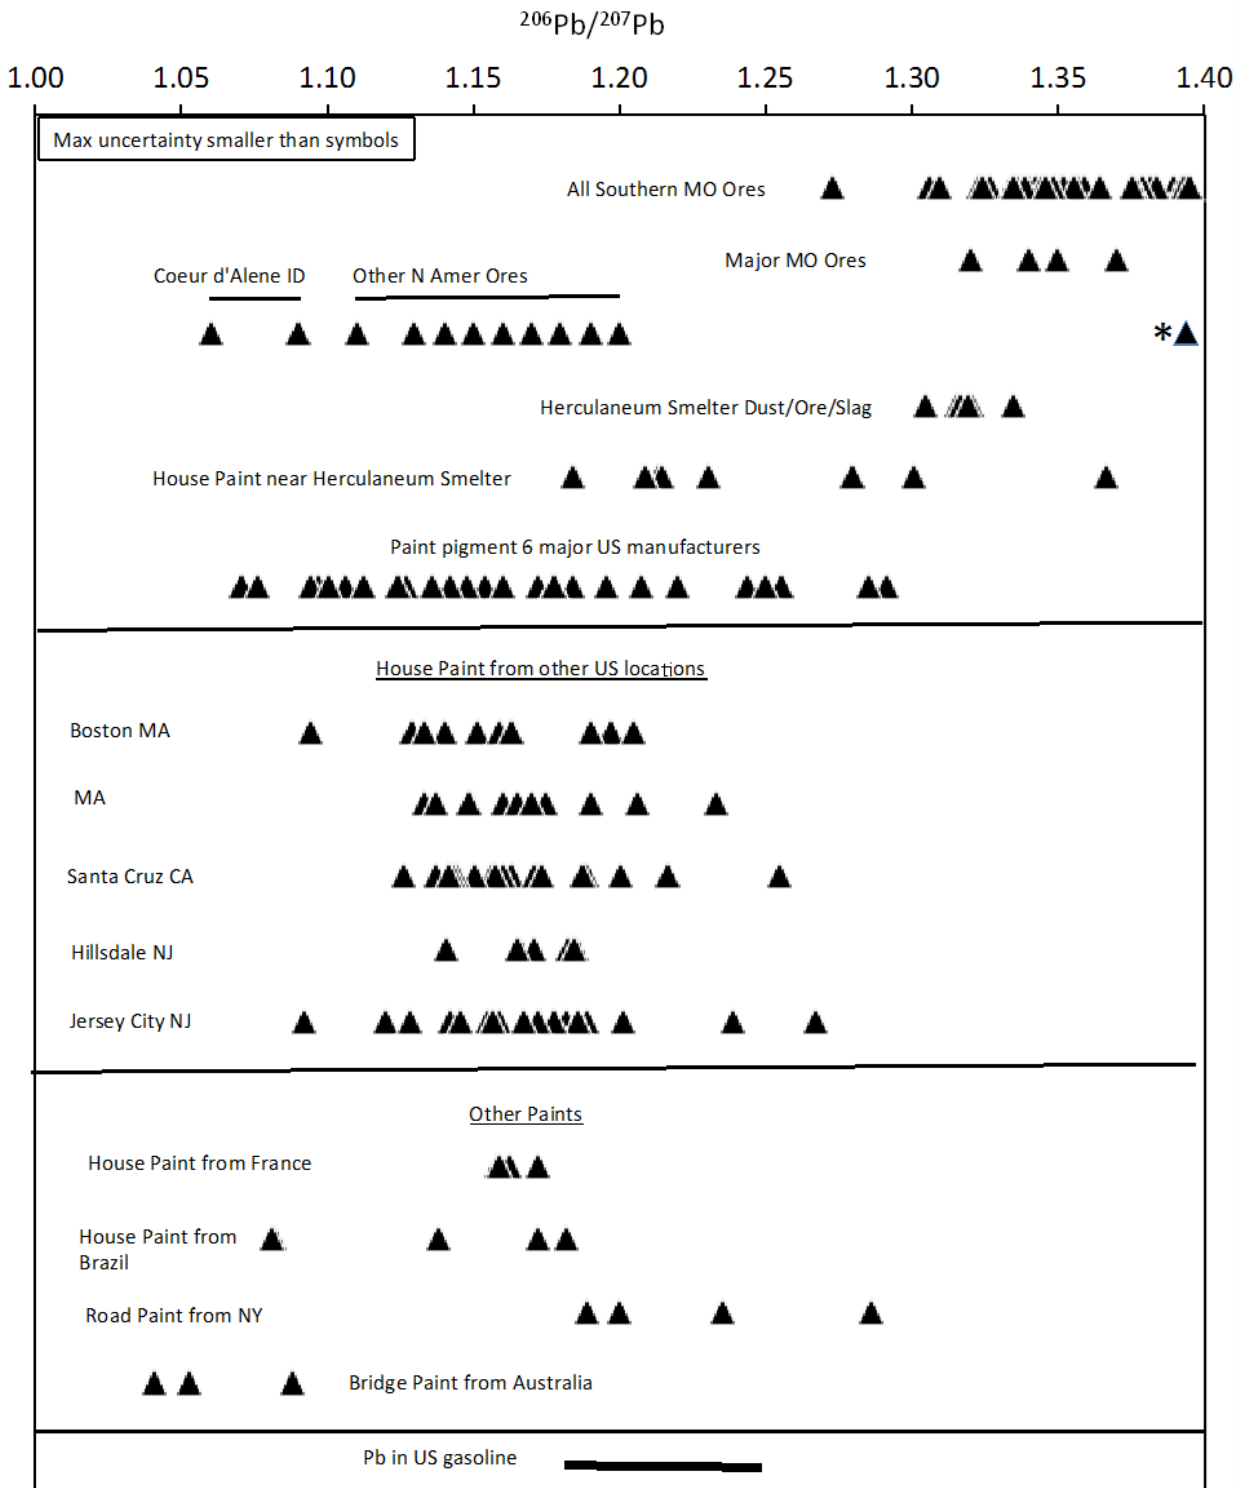 ²⁰⁶Pb/²⁰⁷Pb
1.00 1.05 1.10 1.15 1.20 1.25 1.30 1.35 1.40
Max uncertainty smaller than symbols
All Southern MO Ores
Major MO Ores
Coeur d'Alene ID Other N Amer Ores
*
Herculaneum Smelter Dust/Ore/Slag
House Paint near Herculaneum Smelter
Paint pigment 6 major US manufacturers
House Paint from other US locations
Boston MA
MA
Santa Cruz CA
Hillsdale NJ
Jersey City NJ
Other Paints
House Paint from France
House Paint from
Brazil
Road Paint from NY
Bridge Paint from Australia
Pb in US gasoline